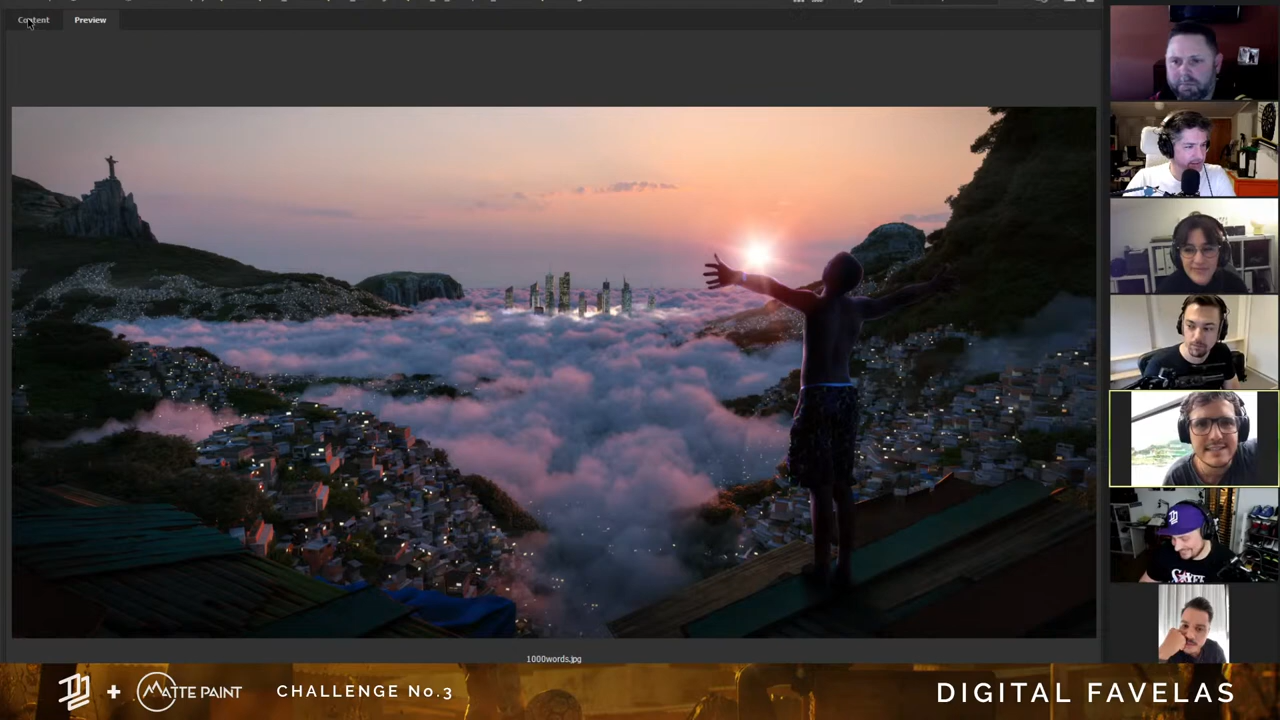 Content
Preview
1000words.jpg
+ MATTE PAINT
CHALLENGE No.3
DIGITAL FAVELAS